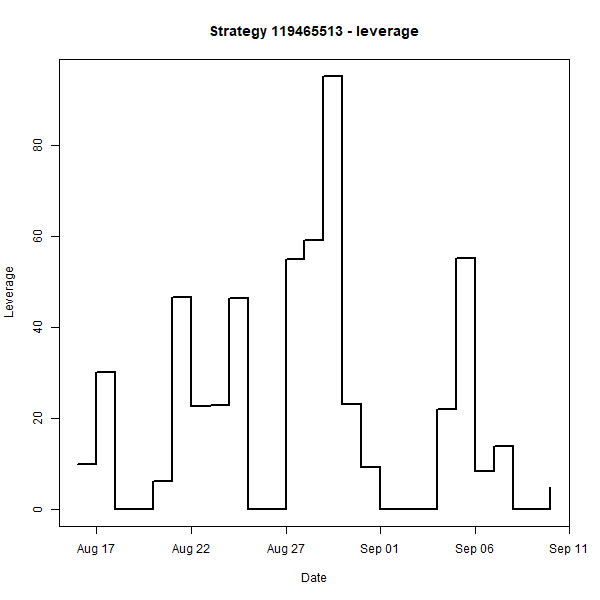 Strategy 119465513 - leverage
80
60
40
20
0
Leverage
Aug 17
Aug 22
Aug 27
Sep 01
Sep 06
Sep 11
Date